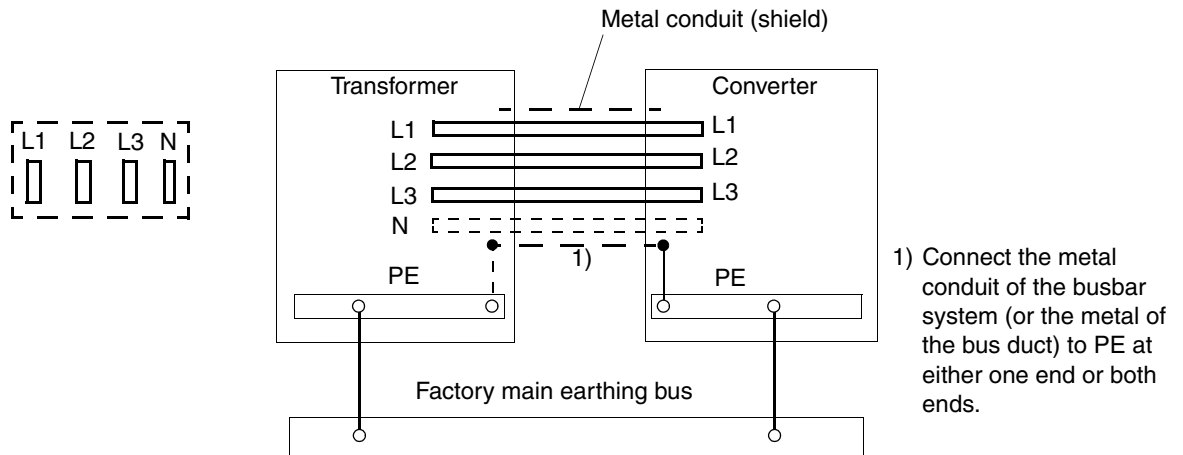 Metal conduit (shield)
Transformer
Converter
L1 L2 L3 N
L1
L1
L2
L2
L3
L3
N
1)
PE
PE
1) Connect the metal
conduit of the busbar
system (or the metal of
the bus duct) to PE at
either one end or both
ends.
Factory main earthing bus